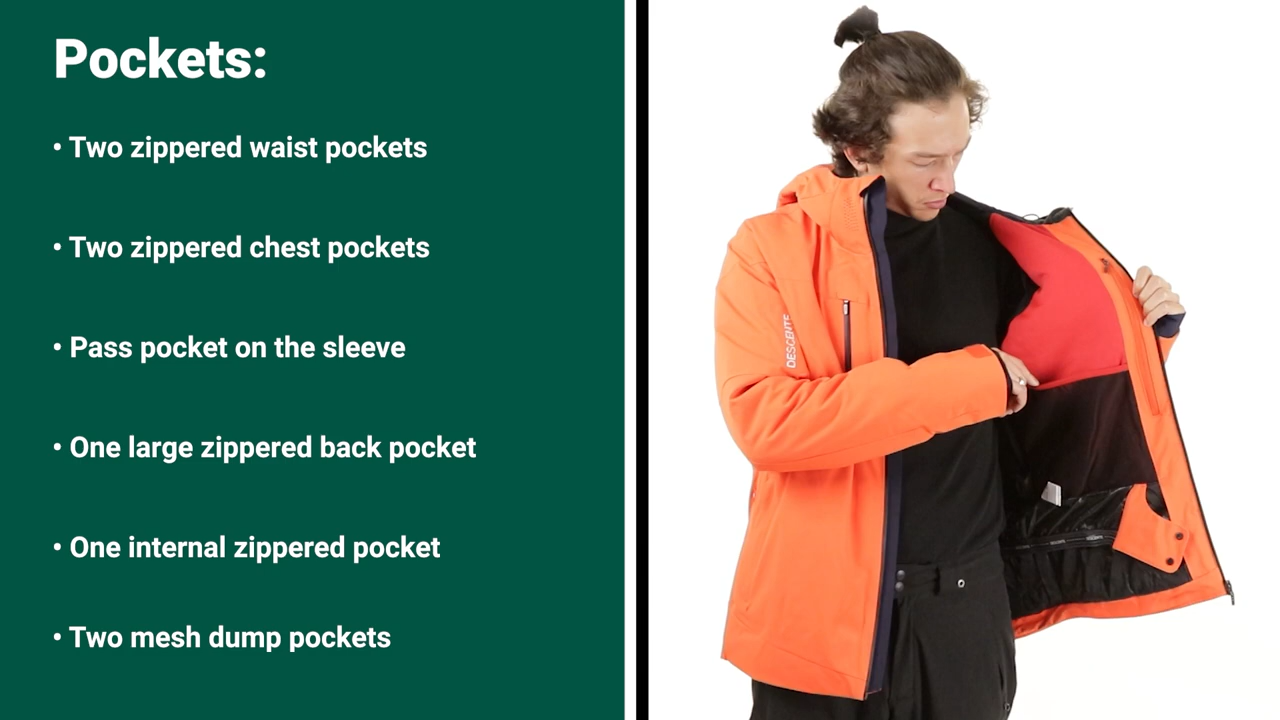 Pockets:
• Two zippered waist pockets
• Two zippered chest pockets
• Pass pocket on the sleeve
• One large zippered back pocket
• One internal zippered pocket
• Two mesh dump pockets
DESCENTE